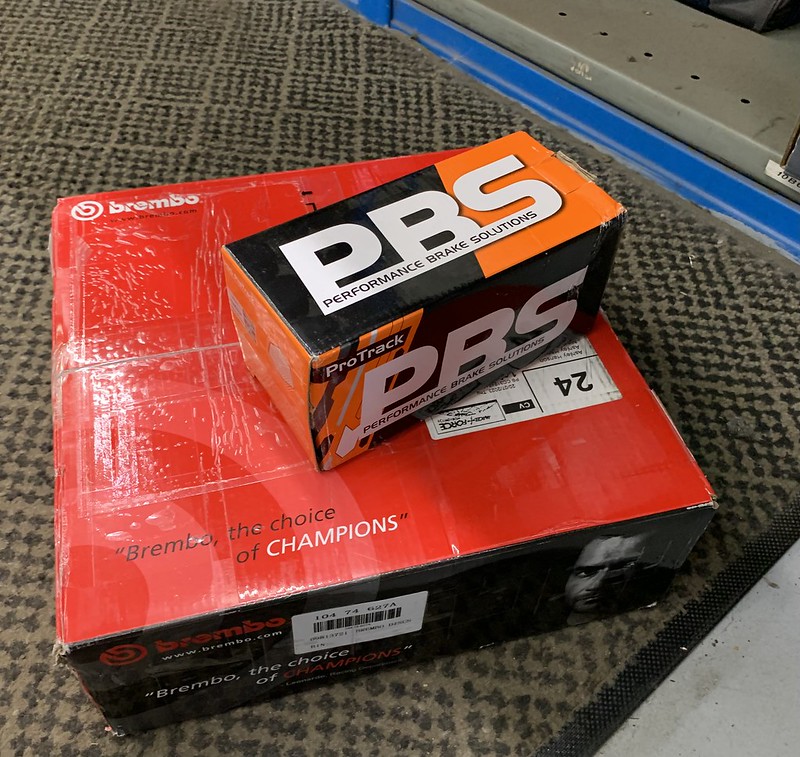 brembo
www.brembo.com
PBS
PERFORMANCE BRAKE SOLUTIONS
ProTrack
PBS
PERFORMANCE BRAKE SOLUTIONS
24
CV
"Brembo, the choice
of CHAMPIONS"
104 74 627A
brembo
www.brembo.com
"Brembo, the choice
of CHAMPIONS"